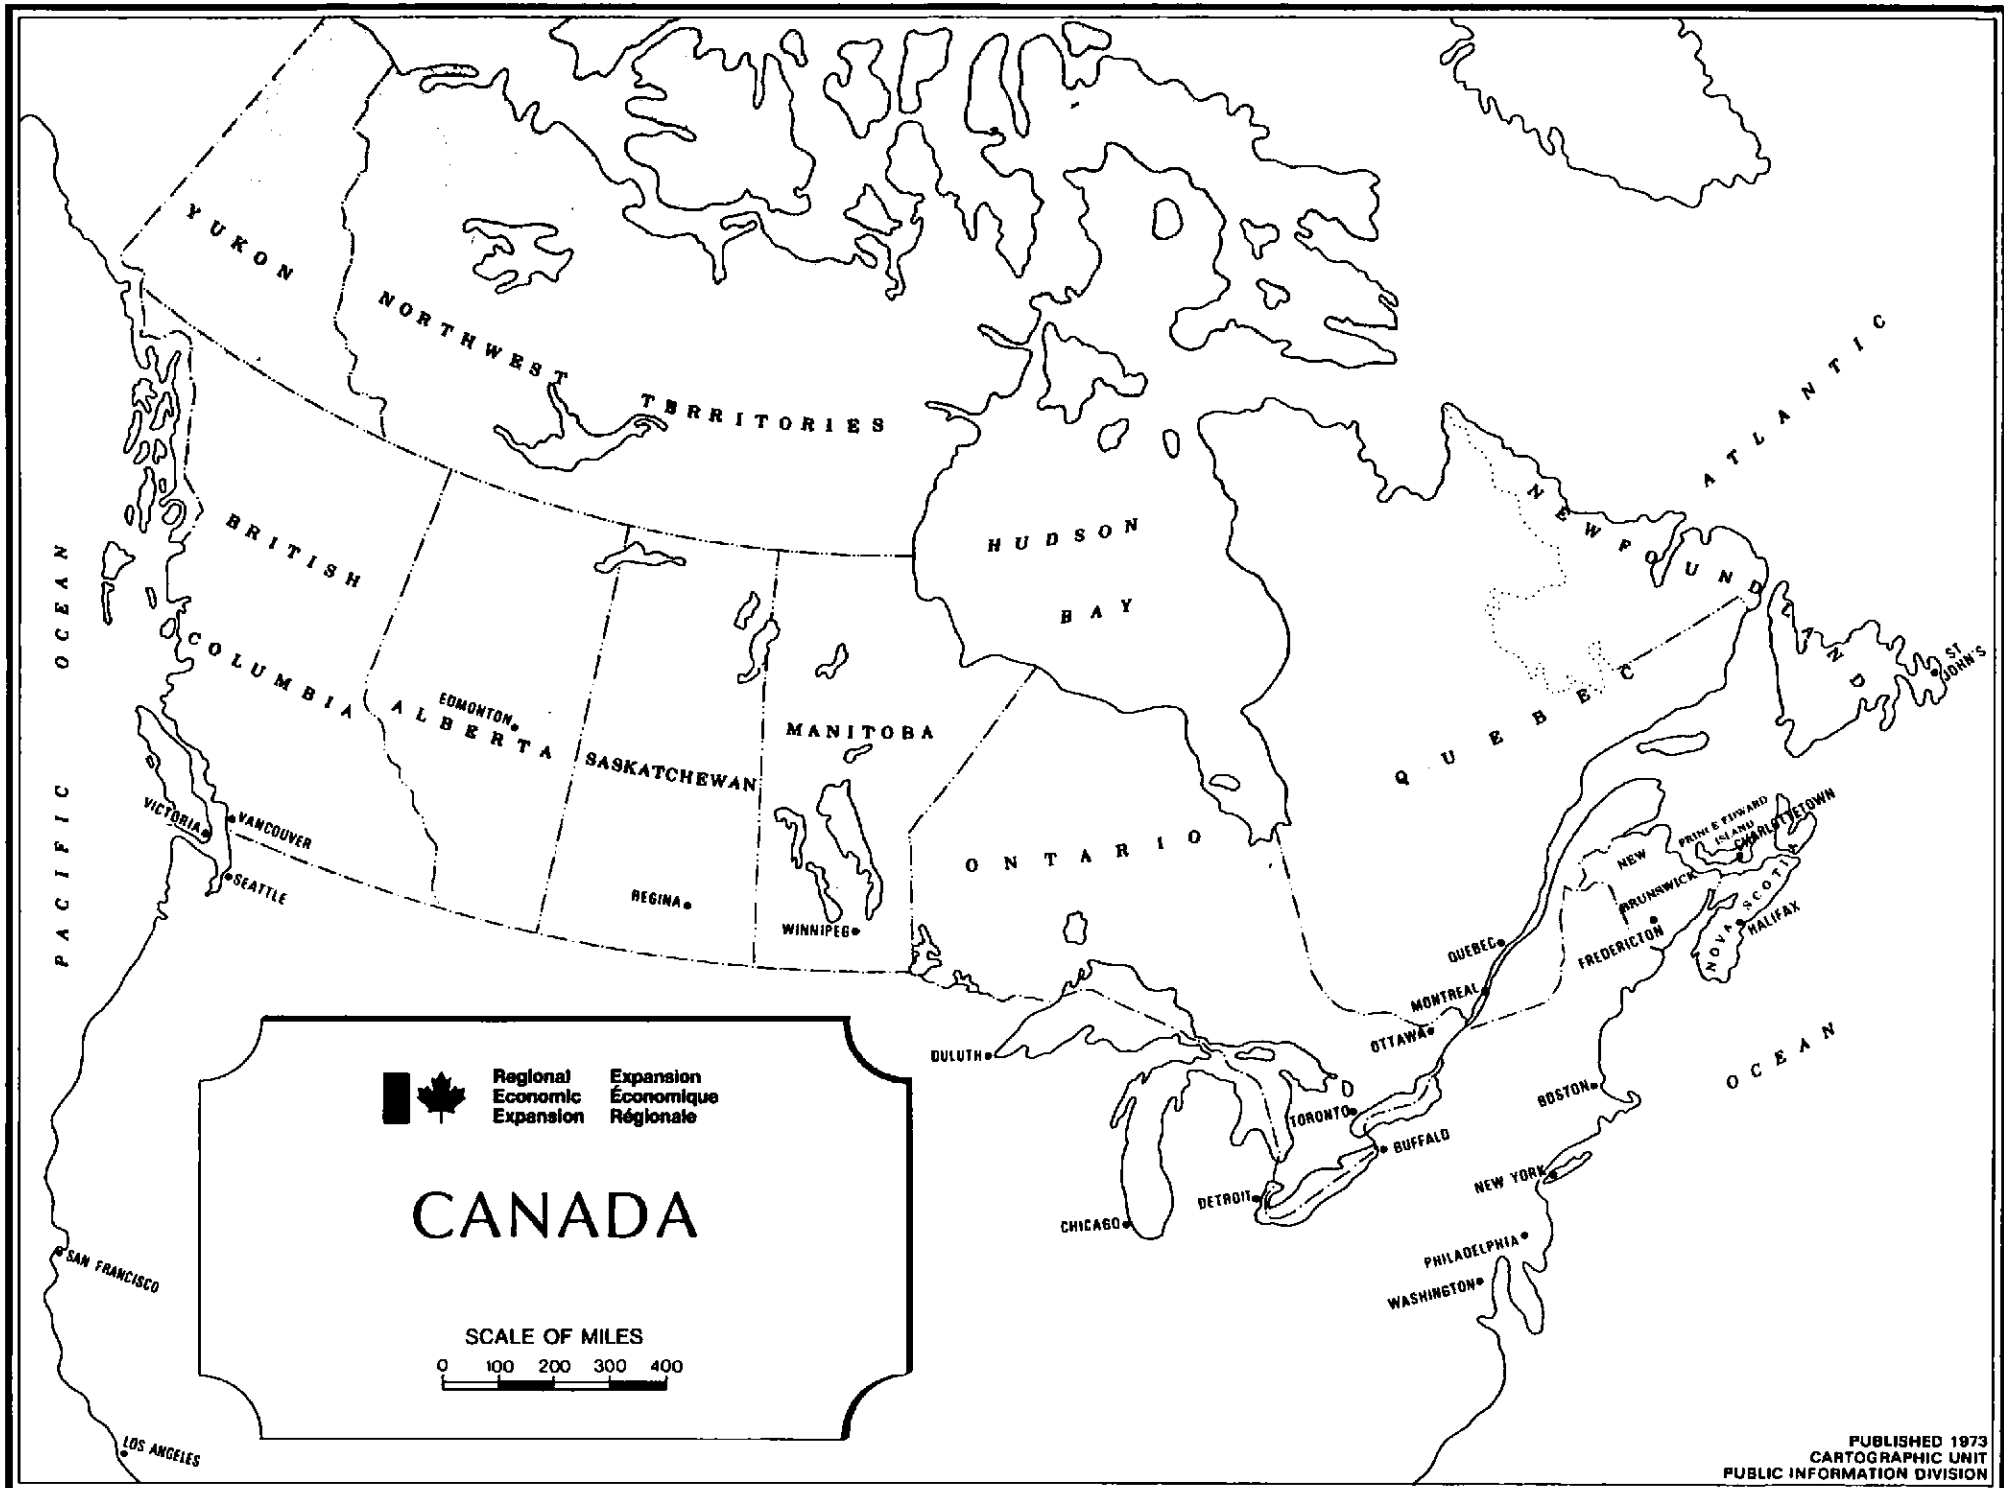 YUKON
NORTHWEST TERRITORIES
BRITISH COLUMBIA
ALBERTA
EDMONTON
SASKATCHEWAN
REGINA
MANITOBA
WINNIPEG
HUDSON
BAY
ONTARIO
QUEBEC
NEWFOUNDLAND
ST
JOHN'S
PRINCE EDWARD
ISLAND
CHARLOTTETOWN
NEW
BRUNSWICK
FREDERICTON
NOVA SCOTIA
HALIFAX
ATLANTIC
OCEAN
PACIFIC OCEAN
VICTORIA
VANCOUVER
SEATTLE
SAN FRANCISCO
LOS ANGELES
QUEBEC
MONTREAL
OTTAWA
TORONTO
DULUTH
CHICAGO
DETROIT
BUFFALO
BOSTON
NEW YORK
PHILADELPHIA
WASHINGTON
Regional Expansion
Economic Économique
Expansion Régionale
CANADA
SCALE OF MILES
0 100 200 300 400
PUBLISHED 1973
CARTOGRAPHIC UNIT
PUBLIC INFORMATION DIVISION